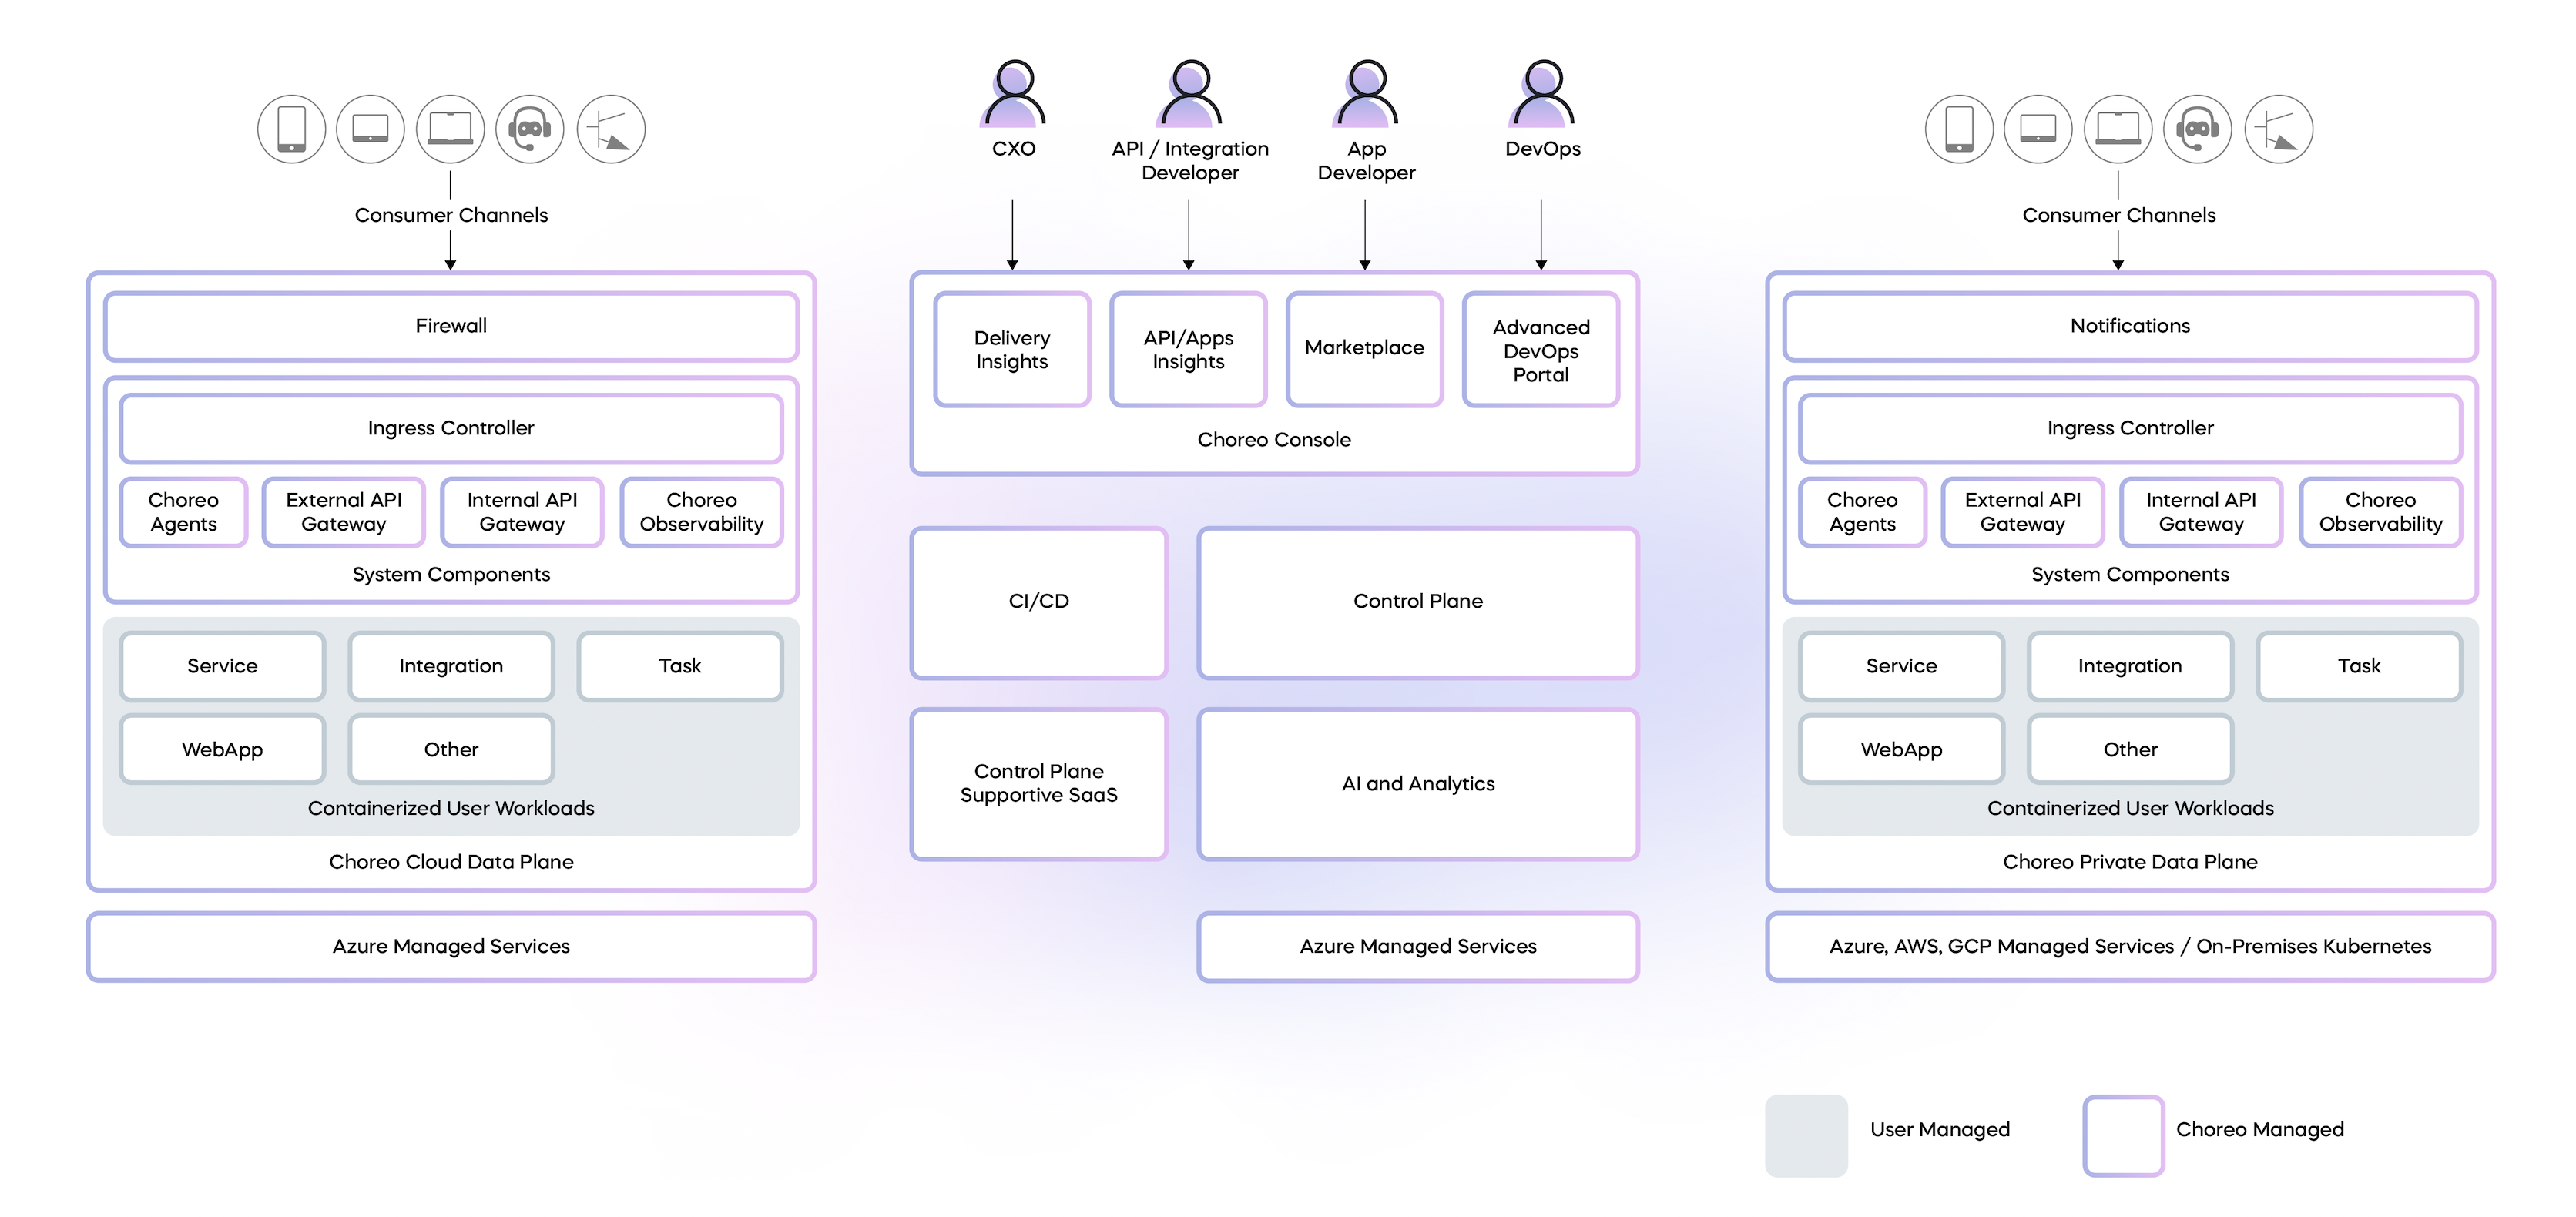 CXO
API / Integration
Developer
App
Developer
DevOps
Consumer Channels
Firewall
Ingress Controller
Choreo
Agents
External API
Gateway
Internal API
Gateway
Choreo
Observability
System Components
Service
Integration
Task
WebApp
Other
Containerized User Workloads
Choreo Cloud Data Plane
Azure Managed Services
Delivery
Insights
API/Apps
Insights
Marketplace
Advanced
DevOps
Portal
Choreo Console
CI/CD
Control Plane
Control Plane
Supportive SaaS
AI and Analytics
Azure Managed Services
Consumer Channels
Notifications
Ingress Controller
Choreo
Agents
External API
Gateway
Internal API
Gateway
Choreo
Observability
System Components
Service
Integration
Task
WebApp
Other
Containerized User Workloads
Choreo Private Data Plane
Azure, AWS, GCP Managed Services / On-Premises Kubernetes
User Managed
Choreo Managed